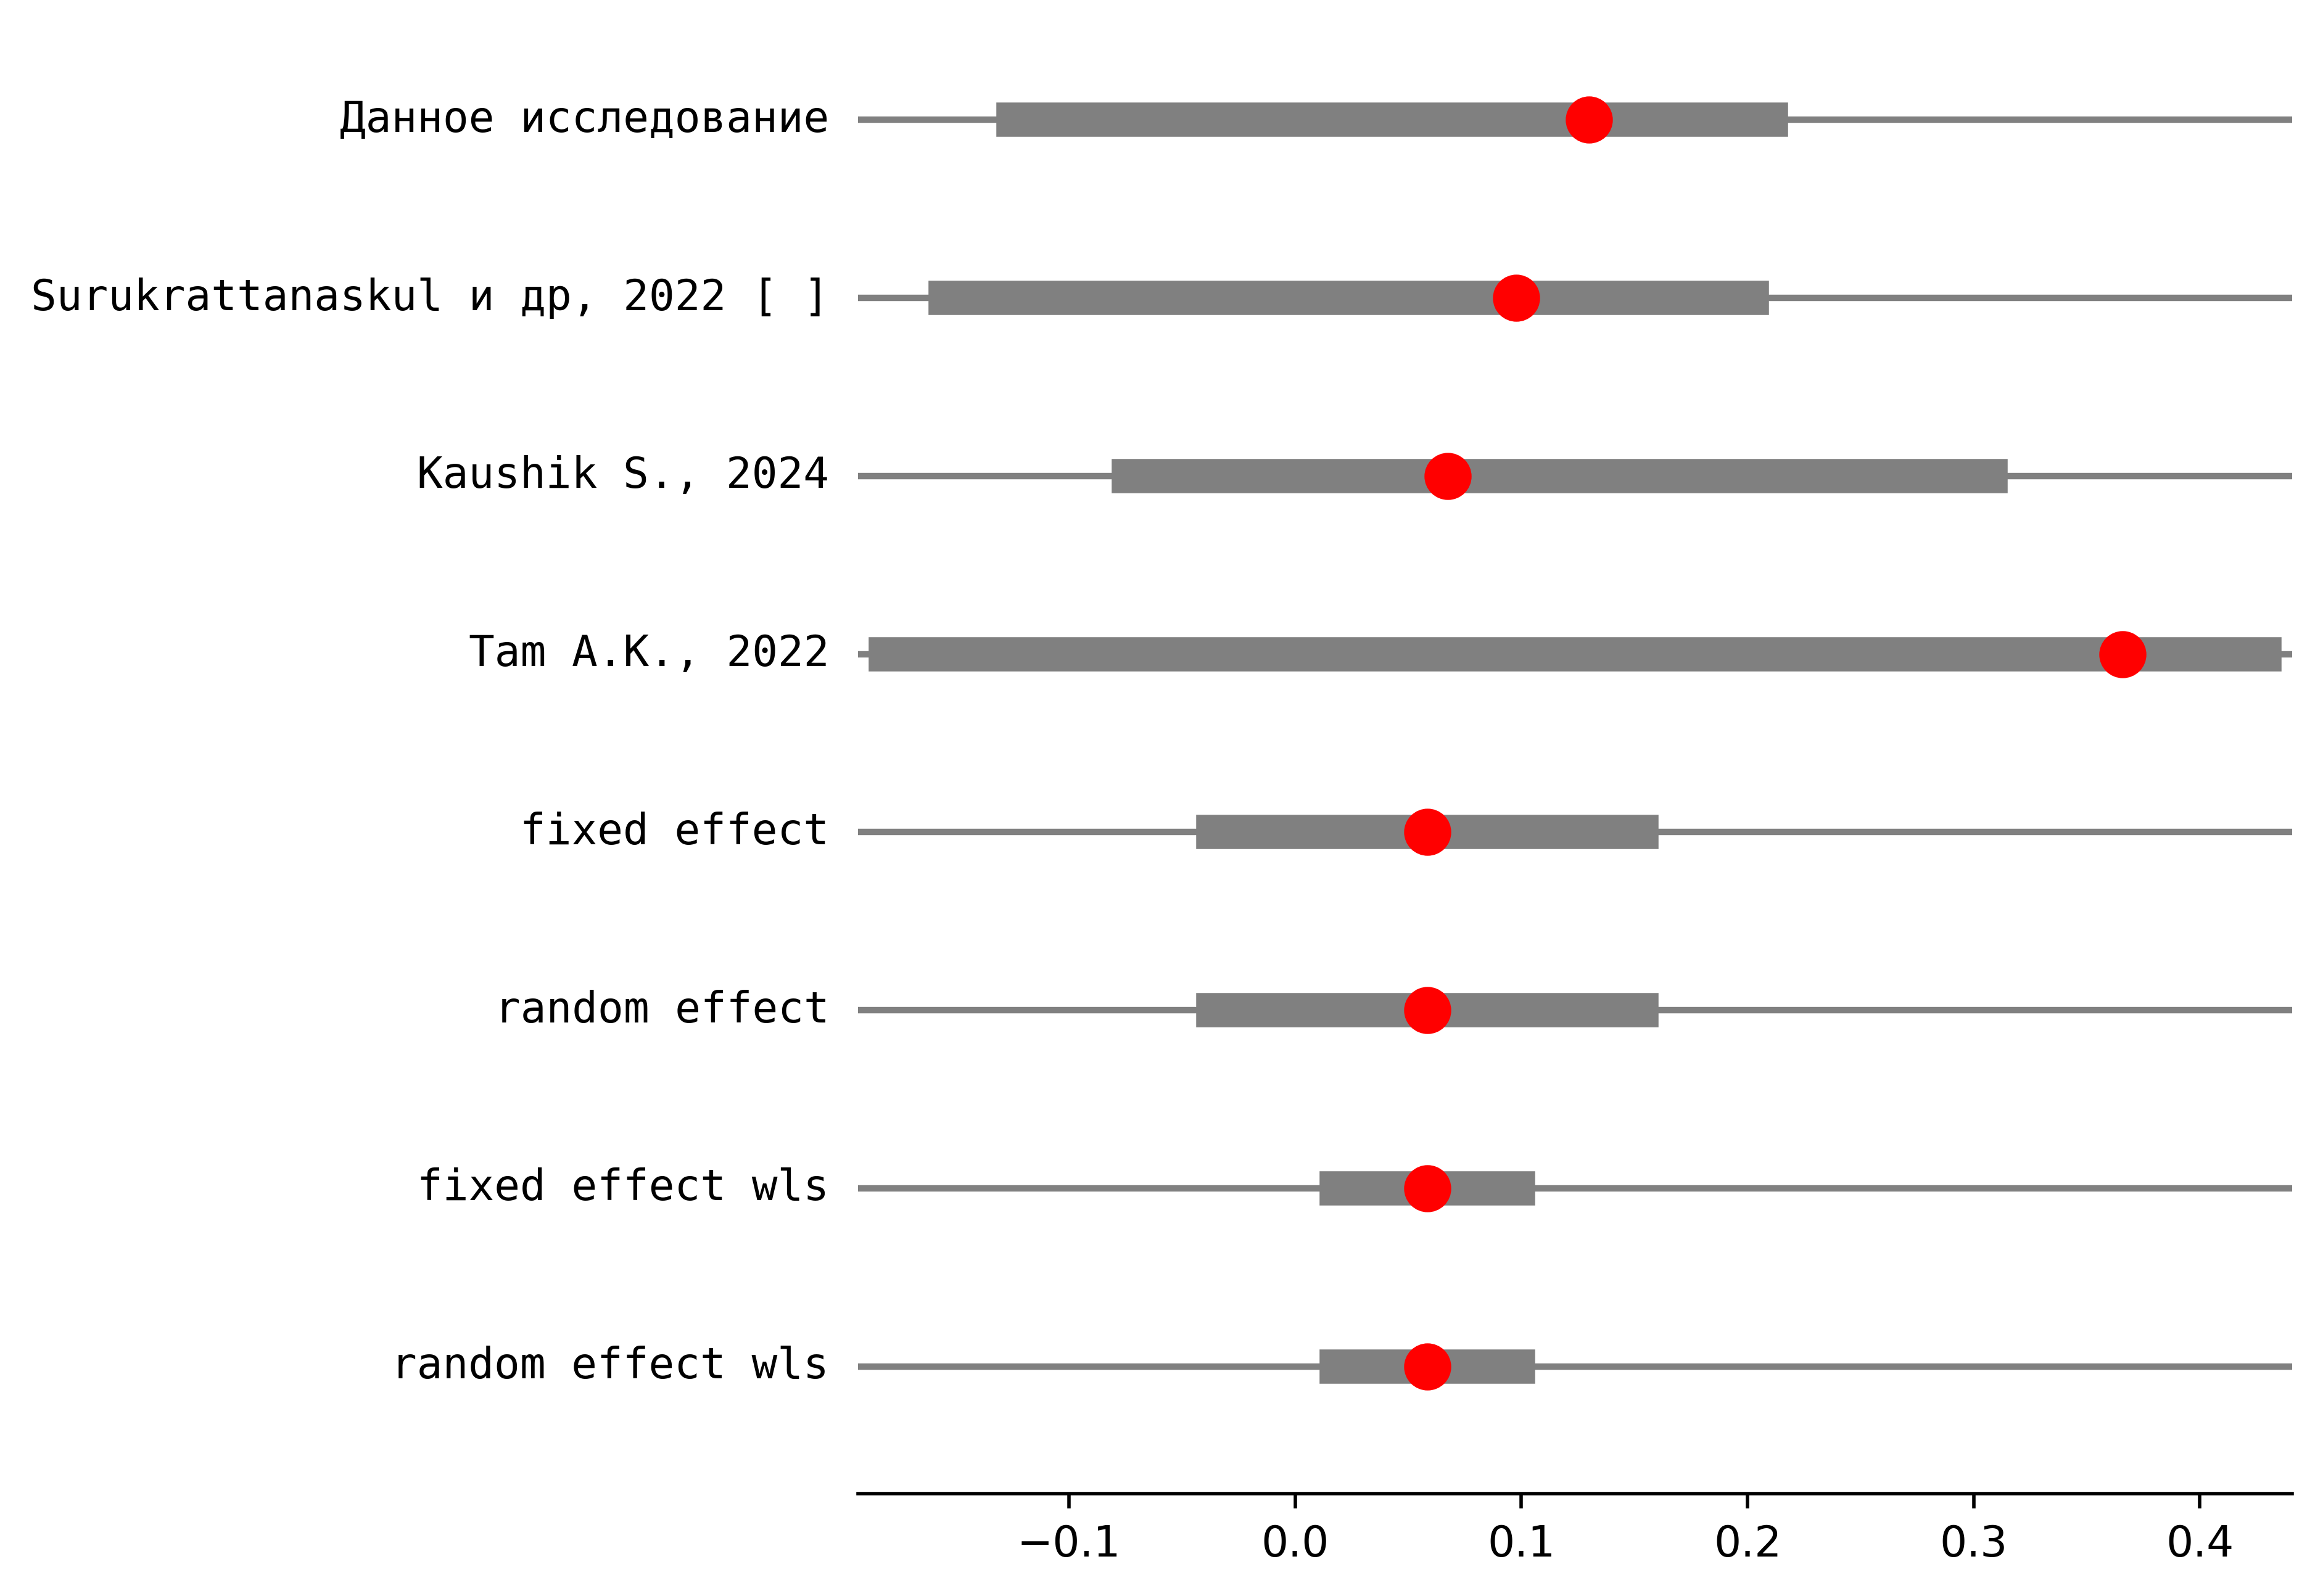 Данное исследование
Surukrattanaskul и др, 2022 [ ]
Kaushik S., 2024
Tam A.K., 2022
fixed effect
random effect
fixed effect wls
random effect wls
−0.1 0.0 0.1 0.2 0.3 0.4